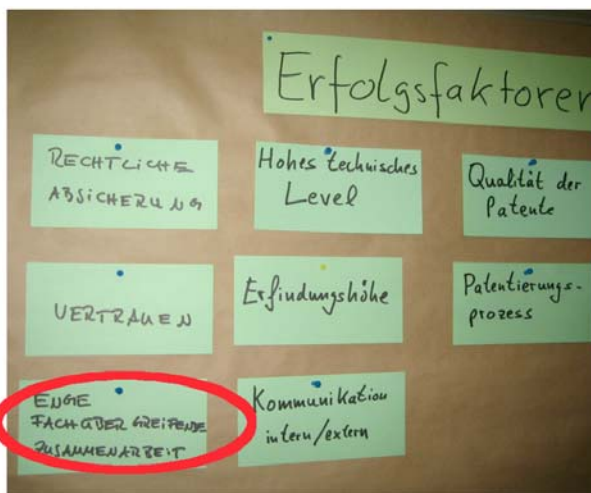 Erfolgsfaktoren
RECHTLICHE
ABSICHERUNG
Hohes technisches
Level
Qualität der
Patente
VERTRAUEN
Erfindungshöhe
Patentierungs-
prozess
ENGE
FACHÜBERGREIFENDE
ZUSAMMENARBEIT
Kommunikation
intern/extern